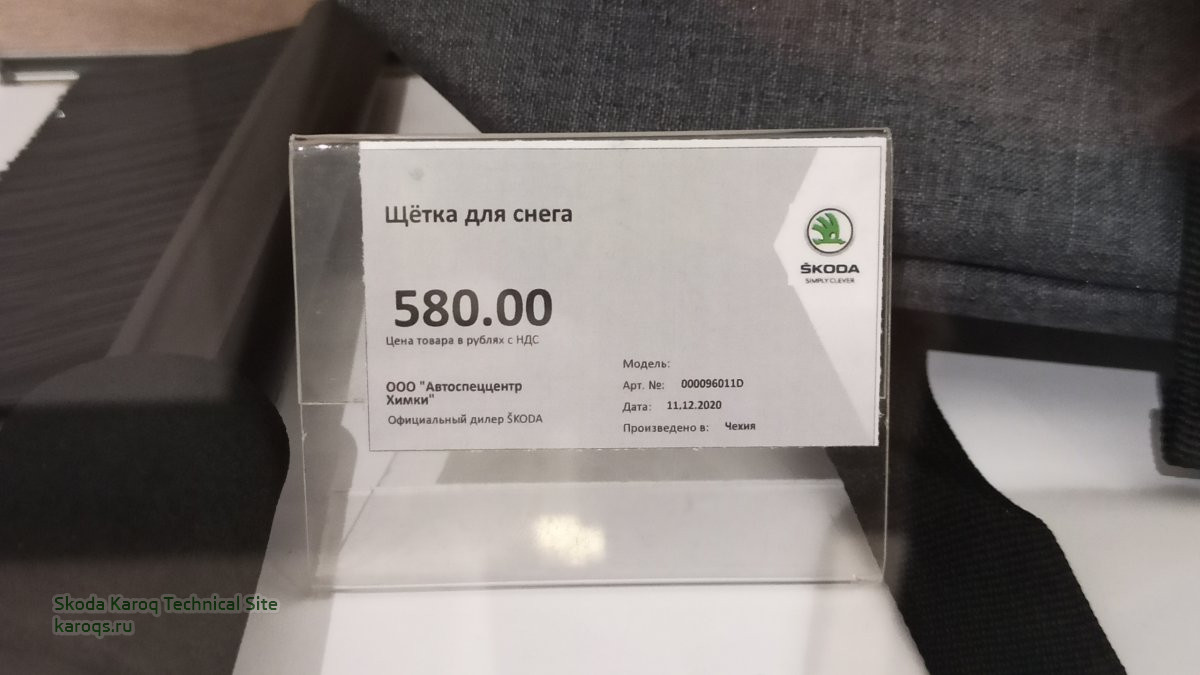 Щётка для снега
580.00
Цена товара в рублях с НДС
ООО "Автоспеццентр
Химки"
Официальный дилер ŠKODA
ŠKODA
SIMPLY CLEVER
Модель:
Арт. №: 000096011D
Дата: 11.12.2020
Произведено в: Чехия
Skoda Karoq Technical Site
karoqs.ru